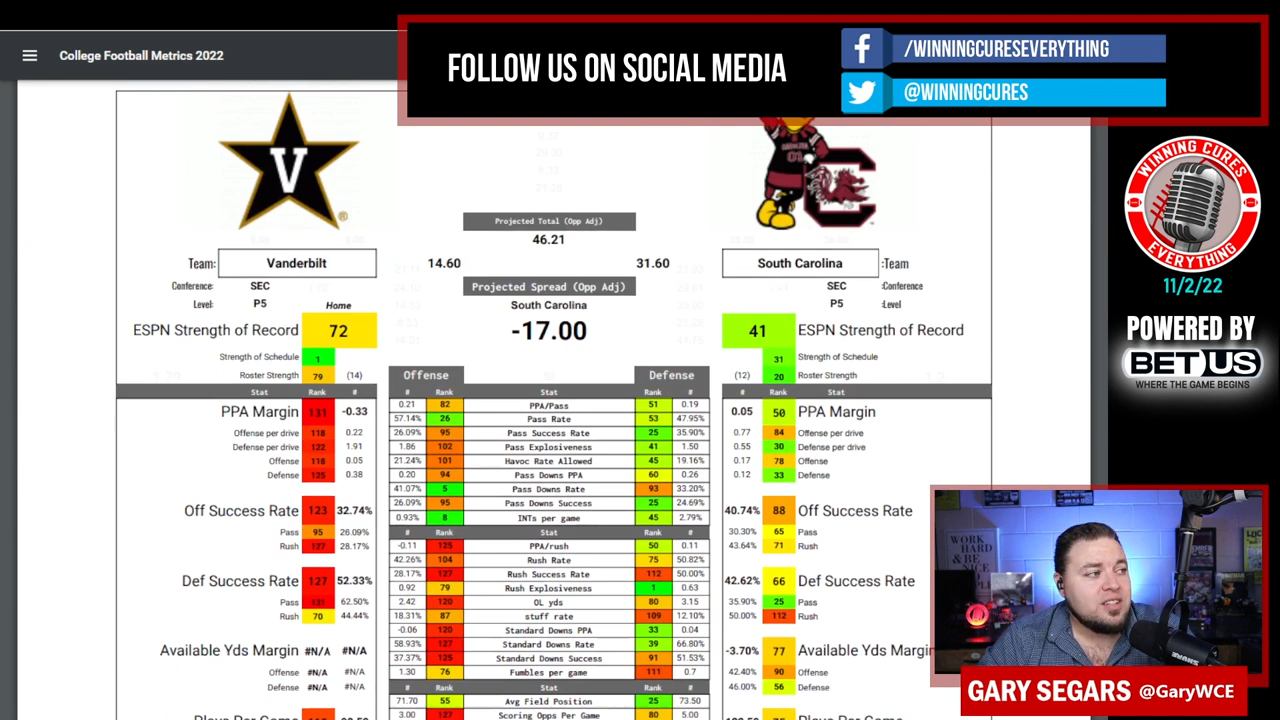 College Football Metrics 2022
FOLLOW US ON SOCIAL MEDIA
/WINNINGCURESEVERYTHING
@WINNINGCURES
WINNING CURES
EVERYTHING
11/2/22
POWERED BY
BETUS
WHERE THE GAME BEGINS
V
Projected Total (Opp Adj)
46.21
Team: Vanderbilt 14.60 31.60 South Carolina :Team
Conference: SEC Projected Spread (Opp Adj) SEC :Conference
Level: P5 Home South Carolina P5 :Level
ESPN Strength of Record 72 -17.00 41 ESPN Strength of Record
Strength of Schedule 1 31 Strength of Schedule
Roster Strength 79 (14) Offense Defense (12) 20 Roster Strength
Stat Rank # # Rank Stat Rank # # Rank Stat
PPA Margin 131 -0.33 0.05 50 PPA Margin
Offense per drive 118 0.22 0.77 84 Offense per drive
Defense per drive 122 1.91 0.55 30 Defense per drive
Offense 118 0.05 0.17 78 Offense
Defense 125 0.38 0.12 33 Defense
Off Success Rate 123 32.74% 40.74% 88 Off Success Rate
Pass 95 26.09% 30.30% 65 Pass
Rush 127 28.17% 43.64% 71 Rush
Def Success Rate 127 52.33% 42.62% 66 Def Success Rate
Pass 131 62.50% 35.90% 25 Pass
Rush 70 44.44% 50.00% 112 Rush
Available Yds Margin #N/A #N/A -3.70% 77 Available Yds Margin
Offense #N/A #N/A 42.40% 90 Offense
Defense #N/A #N/A 46.00% 56 Defense
0.21 82 PPA/Pass 51 0.19
57.14% 26 Pass Rate 53 47.95%
26.09% 95 Pass Success Rate 25 35.90%
1.86 102 Pass Explosiveness 41 1.50
21.24% 101 Havoc Rate Allowed 45 19.16%
0.20 94 Pass Downs PPA 60 0.26
41.07% 5 Pass Downs Rate 93 33.20%
26.09% 95 Pass Downs Success 25 24.69%
0.93% 8 INTs per game 45 2.79%
# Rank Stat Rank #
-0.11 125 PPA/rush 50 0.11
42.26% 104 Rush Rate 75 50.82%
28.17% 127 Rush Success Rate 112 50.00%
0.92 79 Rush Explosiveness 1 0.63
2.42 120 OL yds 80 3.15
18.31% 87 stuff rate 109 12.10%
-0.06 120 Standard Downs PPA 33 0.04
58.93% 127 Standard Downs Rate 39 66.80%
37.37% 125 Standard Downs Success 91 51.53%
1.30 76 Fumbles per game 111 0.7
# Rank Stat Rank #
71.70 55 Avg Field Position 25 73.50
3.00 127 Scoring Opps Per Game 80 5.00
WORK
HARD &
GARY SEGARS @GaryWCE